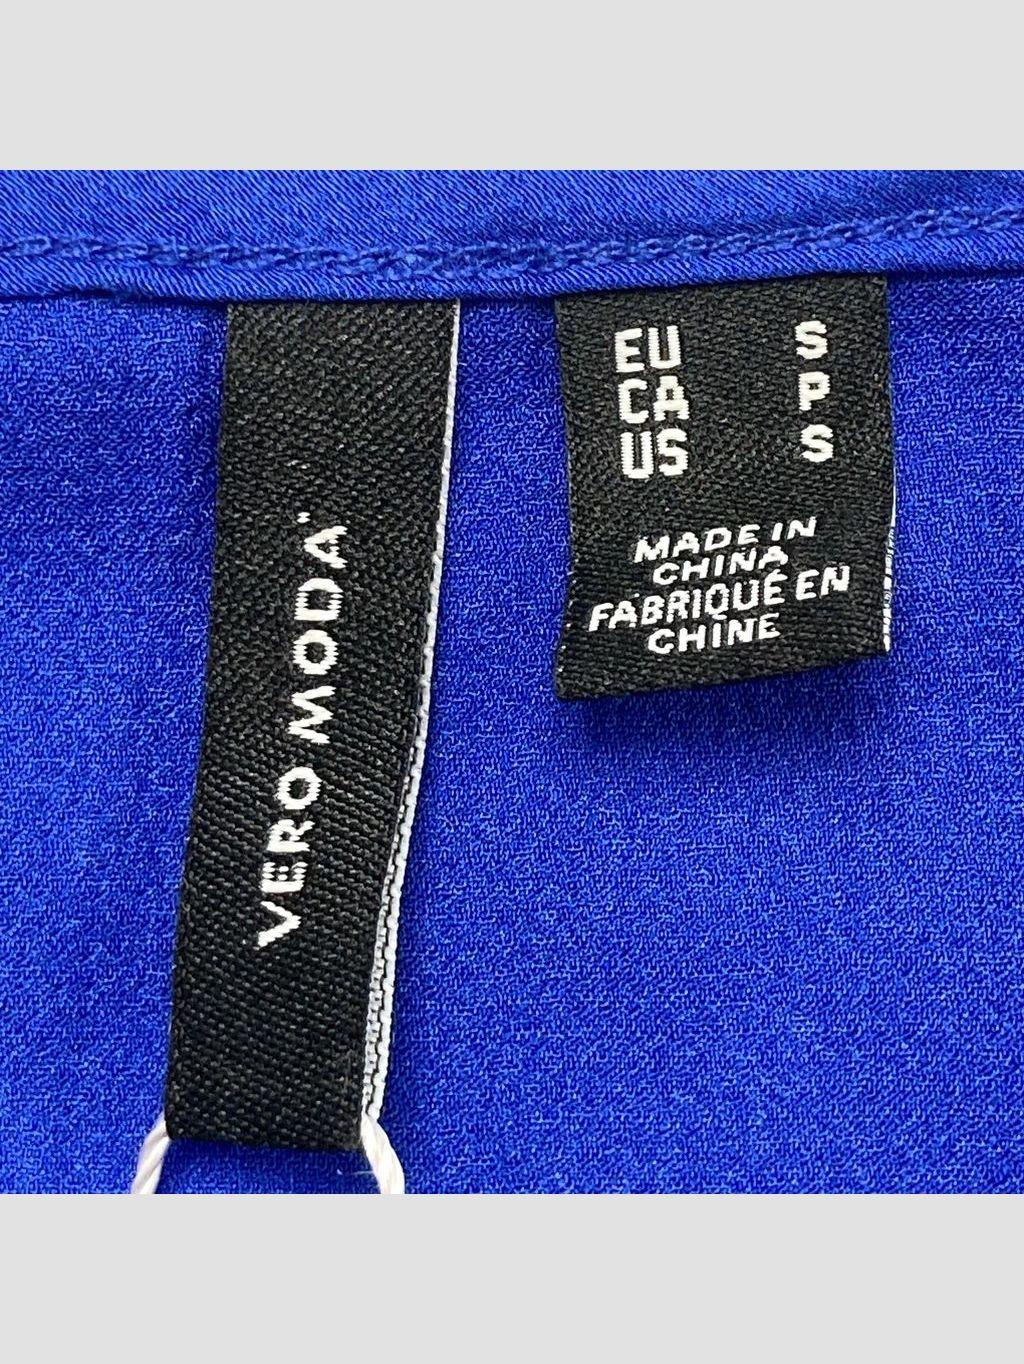 VERO MODA
EU S
CA P
US S
MADE IN
CHINA
FABRIQUÉ EN
CHINE